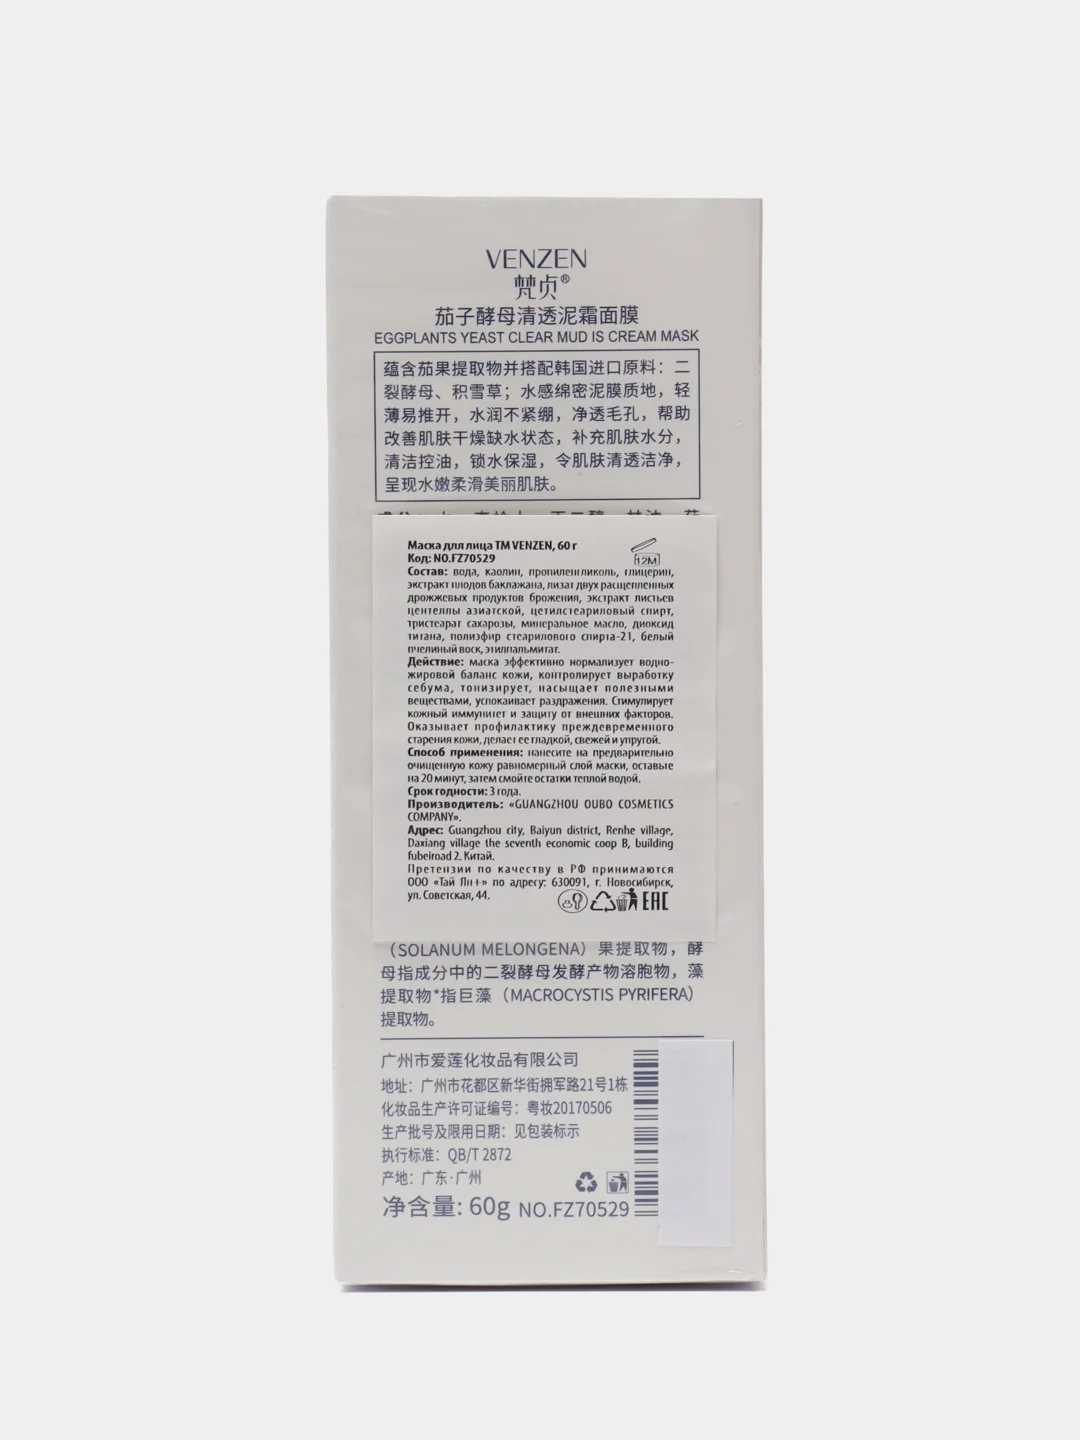 VENZEN
梵贞®
茄子酵母清透泥霜面膜
EGGPLANTS YEAST CLEAR MUD IS CREAM MASK
蕴含茄果提取物并搭配韩国进口原料：二
裂酵母、积雪草；水感绵密泥膜质地，轻
薄易推开，水润不紧绷，净透毛孔，帮助
改善肌肤干燥缺水状态，补充肌肤水分，
清洁控油，锁水保湿，令肌肤清透洁净，
呈现水嫩柔滑美丽肌肤。
Маска для лица ТМ VENZEN, 60 г
Код: NO.FZ70529
12M
Состав: вода, каолин, пропиленгликоль, глицерин,
экстракт плодов баклажана, лизат двух расщепленных
дрожжевых продуктов брожения, экстракт листьев
центеллы азиатской, цетилстеариловый спирт,
тристеарат сахарозы, минеральное масло, диоксид
титана, полиэфир стеарилового спирта-21, белый
пчелиный воск, этилпальмитат.
Действие: маска эффективно нормализует водно-
жировой баланс кожи, контролирует выработку
себума, тонизирует, насыщает полезными
веществами, успокаивает раздражения. Стимулирует
кожный иммунитет и защиту от внешних факторов.
Оказывает профилактику преждевременного
старения кожи, делает ее гладкой, свежей и упругой.
Способ применения: нанесите на предварительно
очищенную кожу равномерный слой маски, оставьте
на 20 минут, затем смойте остатки теплой водой.
Срок годности: 3 года.
Производитель: «GUANGZHOU OUBO COSMETICS
COMPANY».
Адрес: Guangzhou city, Baiyun district, Renhe village,
Daxiang village the seventh economic coop B, building
fubeiroad 2. Китай.
Претензии по качеству в РФ принимаются
ООО «Тай Ян+» по адресу: 630091, г. Новосибирск,
ул. Советская, 44.
EAC
（SOLANUM MELONGENA）果提取物，酵
母指成分中的二裂酵母发酵产物溶胞物，藻
提取物*指巨藻（MACROCYSTIS PYRIFERA）
提取物。
广州市爱莲化妆品有限公司
地址：广州市花都区新华街拥军路21号1栋
化妆品生产许可证编号：粤妆20170506
生产批号及限用日期：见包装标示
执行标准：QB/T 2872
产地：广东·广州
净含量: 60g NO.FZ70529